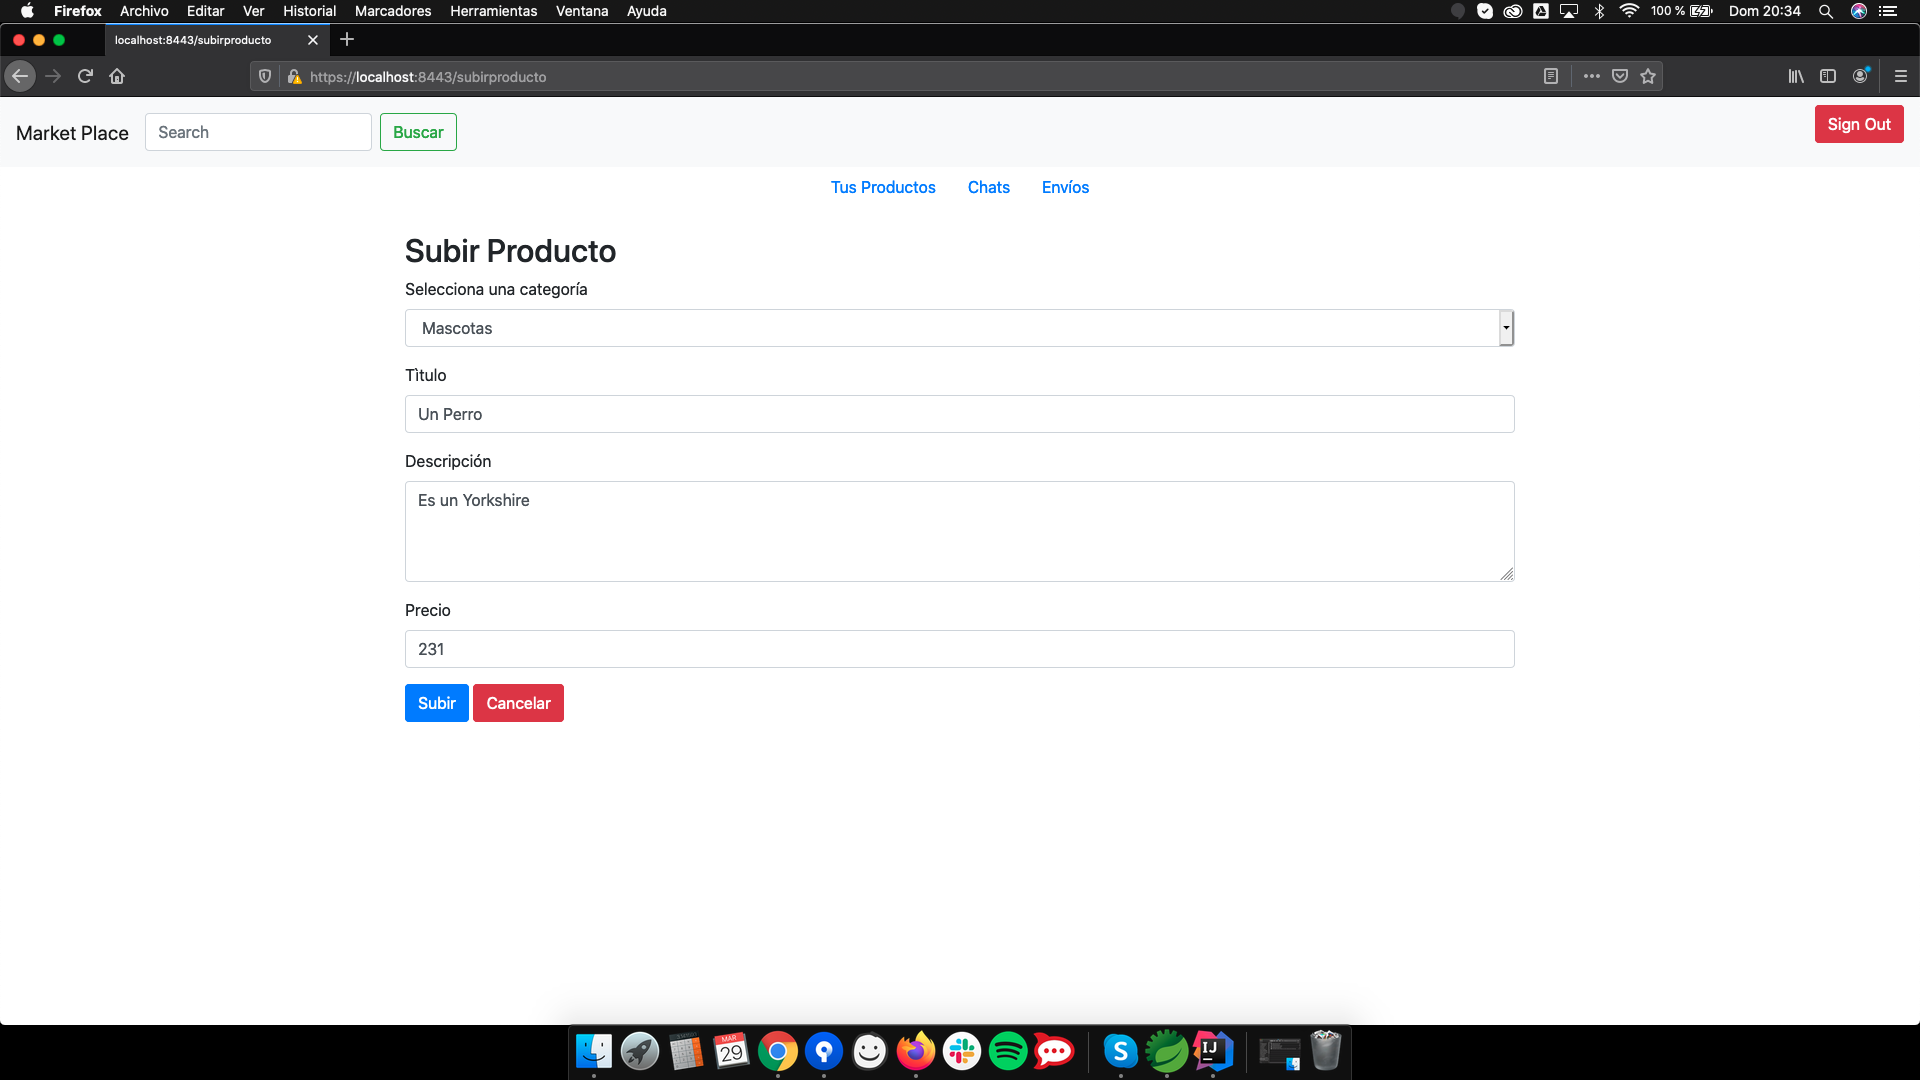 Firefox Archivo Editar Ver Historial Marcadores Herramientas Ventana Ayuda 100 % Dom 20:34
localhost:8443/subirproducto
https://localhost:8443/subirproducto
Market Place Search Buscar Sign Out
Tus Productos Chats Envíos
Subir Producto
Selecciona una categoría
Mascotas
Tìtulo
Un Perro
Descripción
Es un Yorkshire
Precio
231
Subir Cancelar
MAR
29
S
IJ